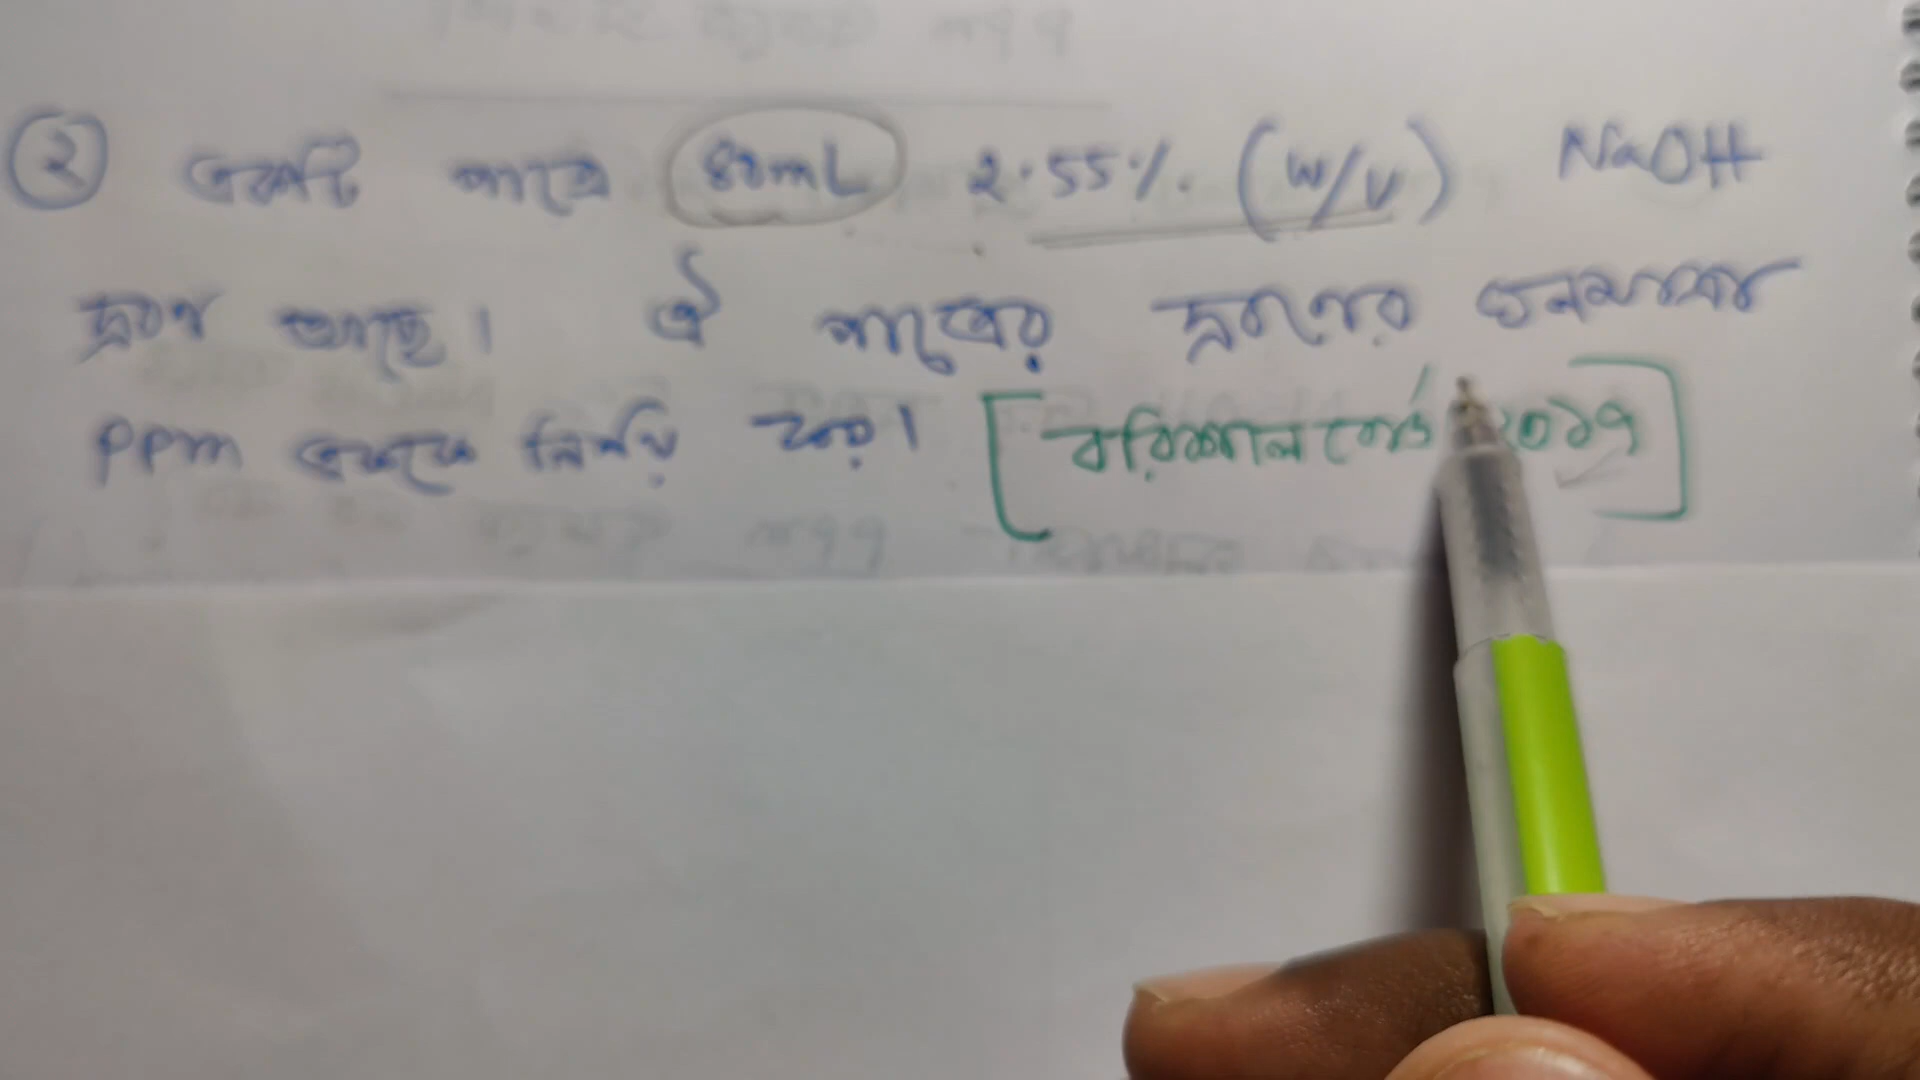 ২ একটি পাত্রে 80mL 2.55% (W/V) NaOH
দ্রবণ আছে। ঐ পাত্রের দ্রবণের ঘনমাত্রা
PPm এককে নির্ণয় কর। [বরিশাল বোর্ড ২০১৭]